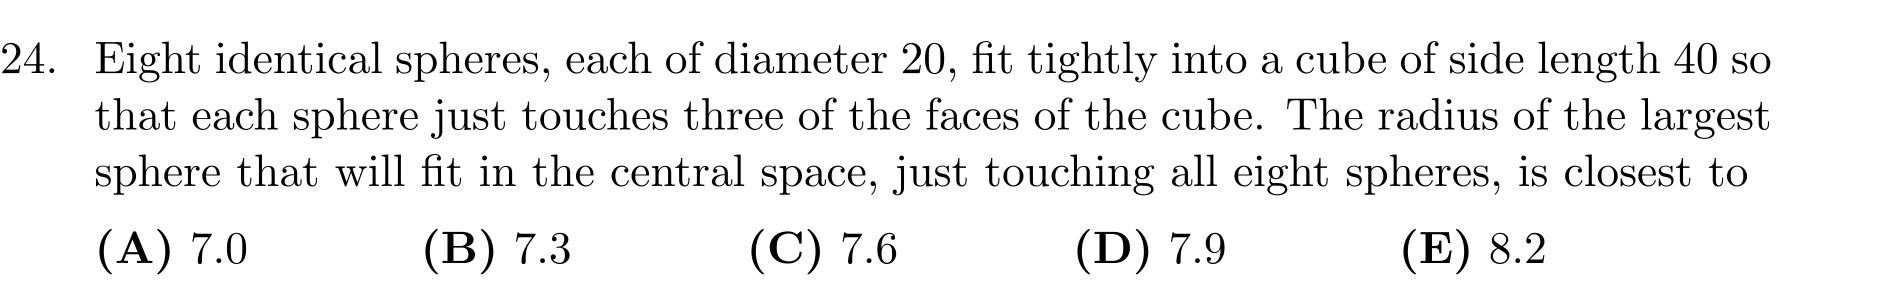 24. Eight identical spheres, each of diameter 20, fit tightly into a cube of side length 40 so
that each sphere just touches three of the faces of the cube. The radius of the largest
sphere that will fit in the central space, just touching all eight spheres, is closest to
(A) 7.0 (B) 7.3 (C) 7.6 (D) 7.9 (E) 8.2